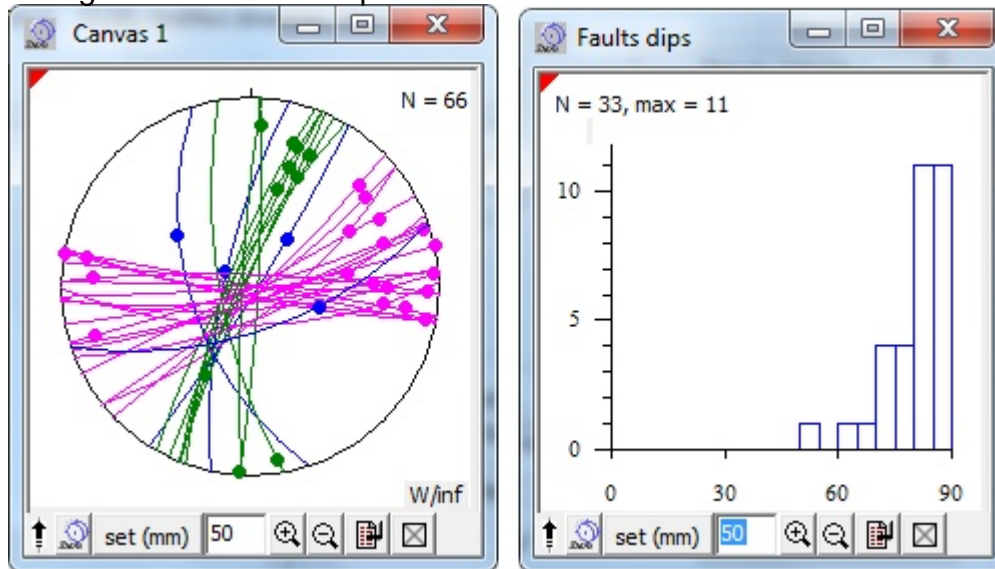 Canvas 1
N = 66
W/inf
set (mm) 50
Faults dips
N = 33, max = 11
10
5
0
0 30 60 90
set (mm) 50